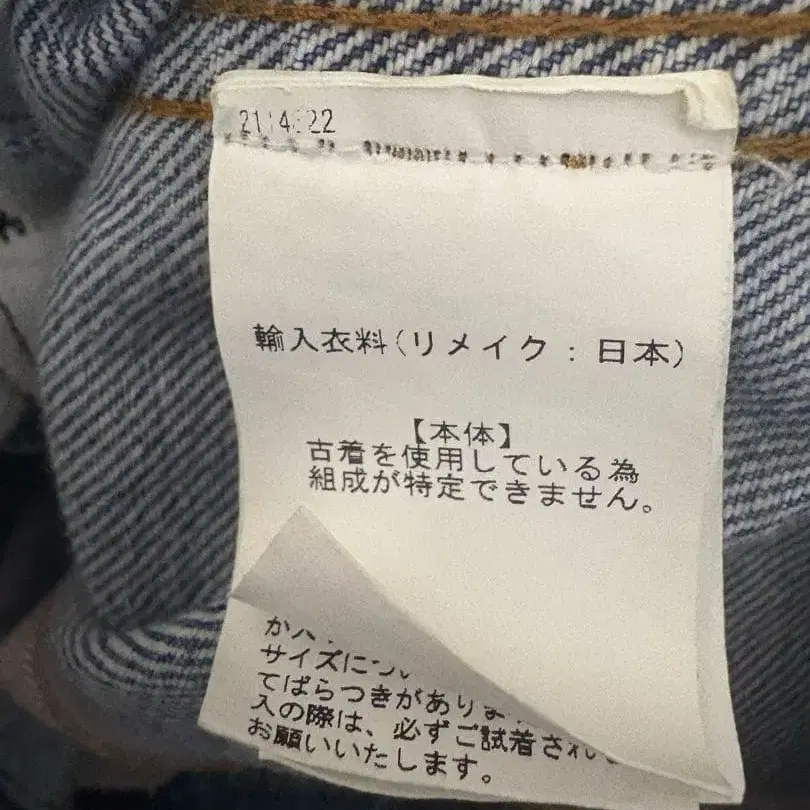 輸入衣料(リメイク:日本)
【本体】
古着を使用している為
組成が特定できません。
サイズについ
てばらつきがありま
入の際は、必ずご試着され
お願いいたします。